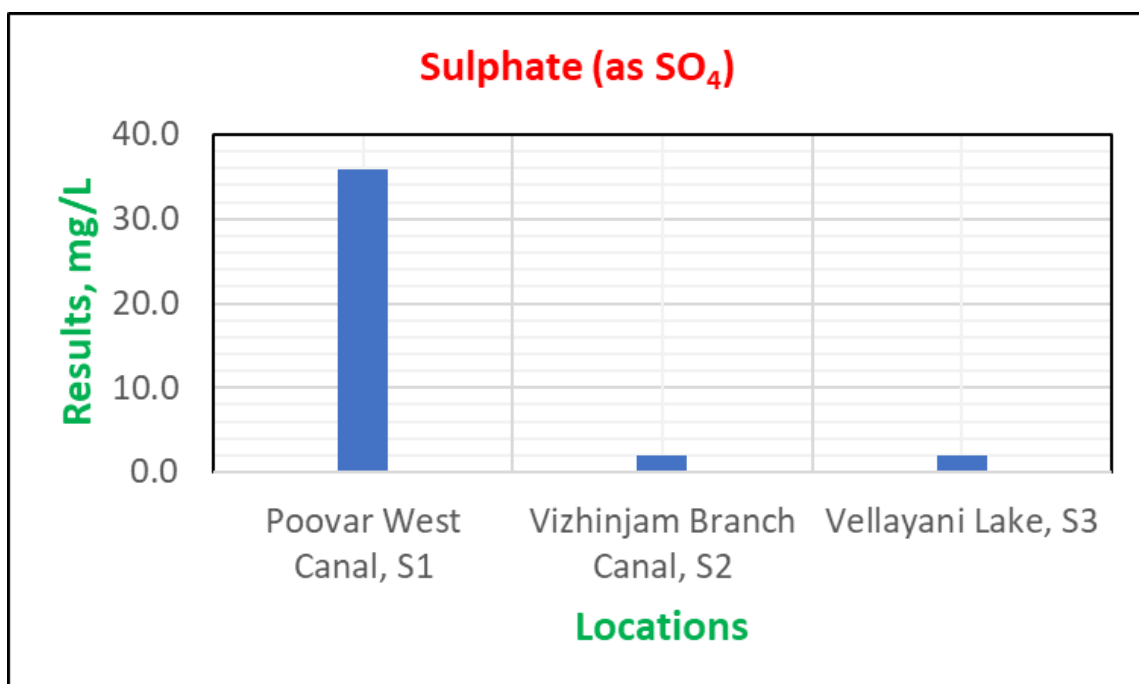 Sulphate (as SO₄)
40.0
30.0
20.0
10.0
0.0
Results, mg/L
Poovar West
Canal, S1
Vizhinjam Branch
Canal, S2
Vellayani Lake, S3
Locations